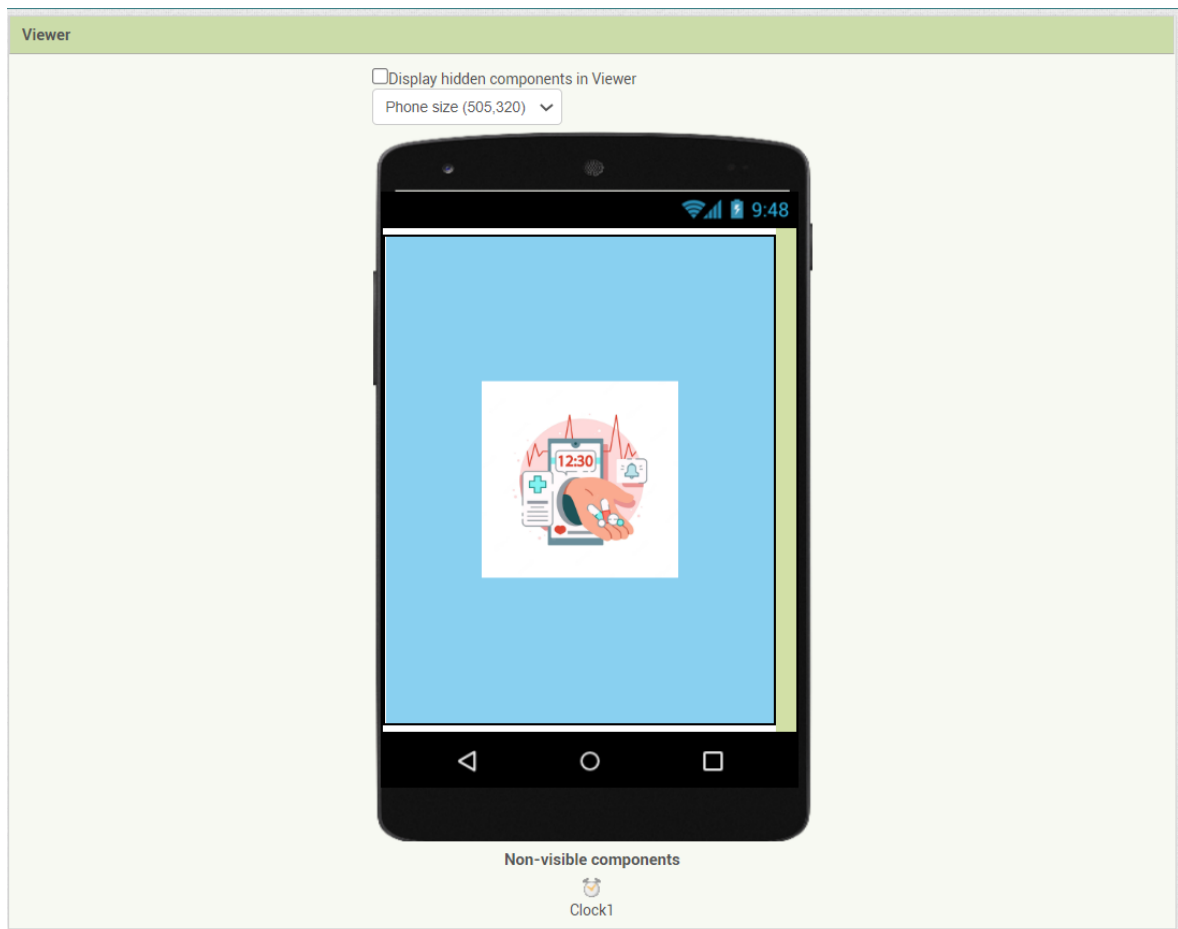 Viewer
Display hidden components in Viewer
Phone size (505,320)
9:48
12:30
Non-visible components
Clock1